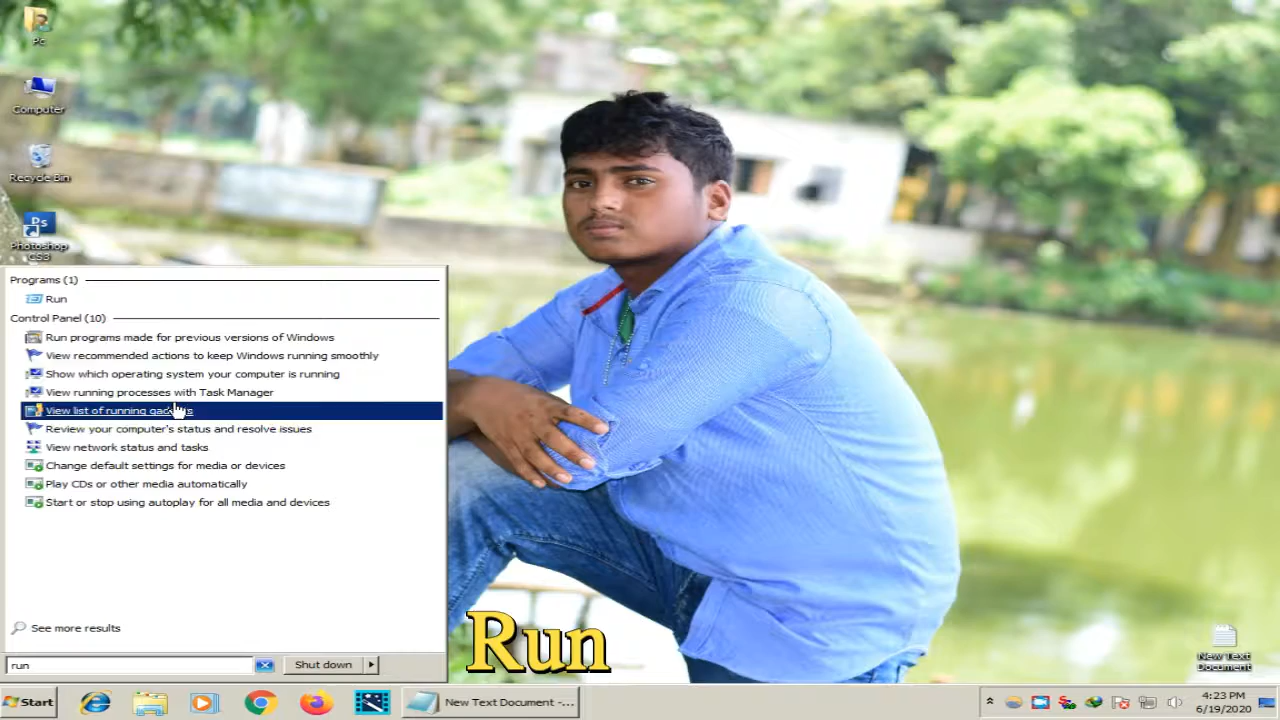 Pc
Computer
Recycle Bin
Ps
Photoshop
CS3
Programs (1)
Run
Control Panel (10)
Run programs made for previous versions of Windows
View recommended actions to keep Windows running smoothly
Show which operating system your computer is running
View running processes with Task Manager
View list of running gadgets
Review your computer's status and resolve issues
View network status and tasks
Change default settings for media or devices
Play CDs or other media automatically
Start or stop using autoplay for all media and devices
See more results
run
Shut down
Run
New Text
Document
Start
New Text Document -...
4:23 PM
6/19/2020